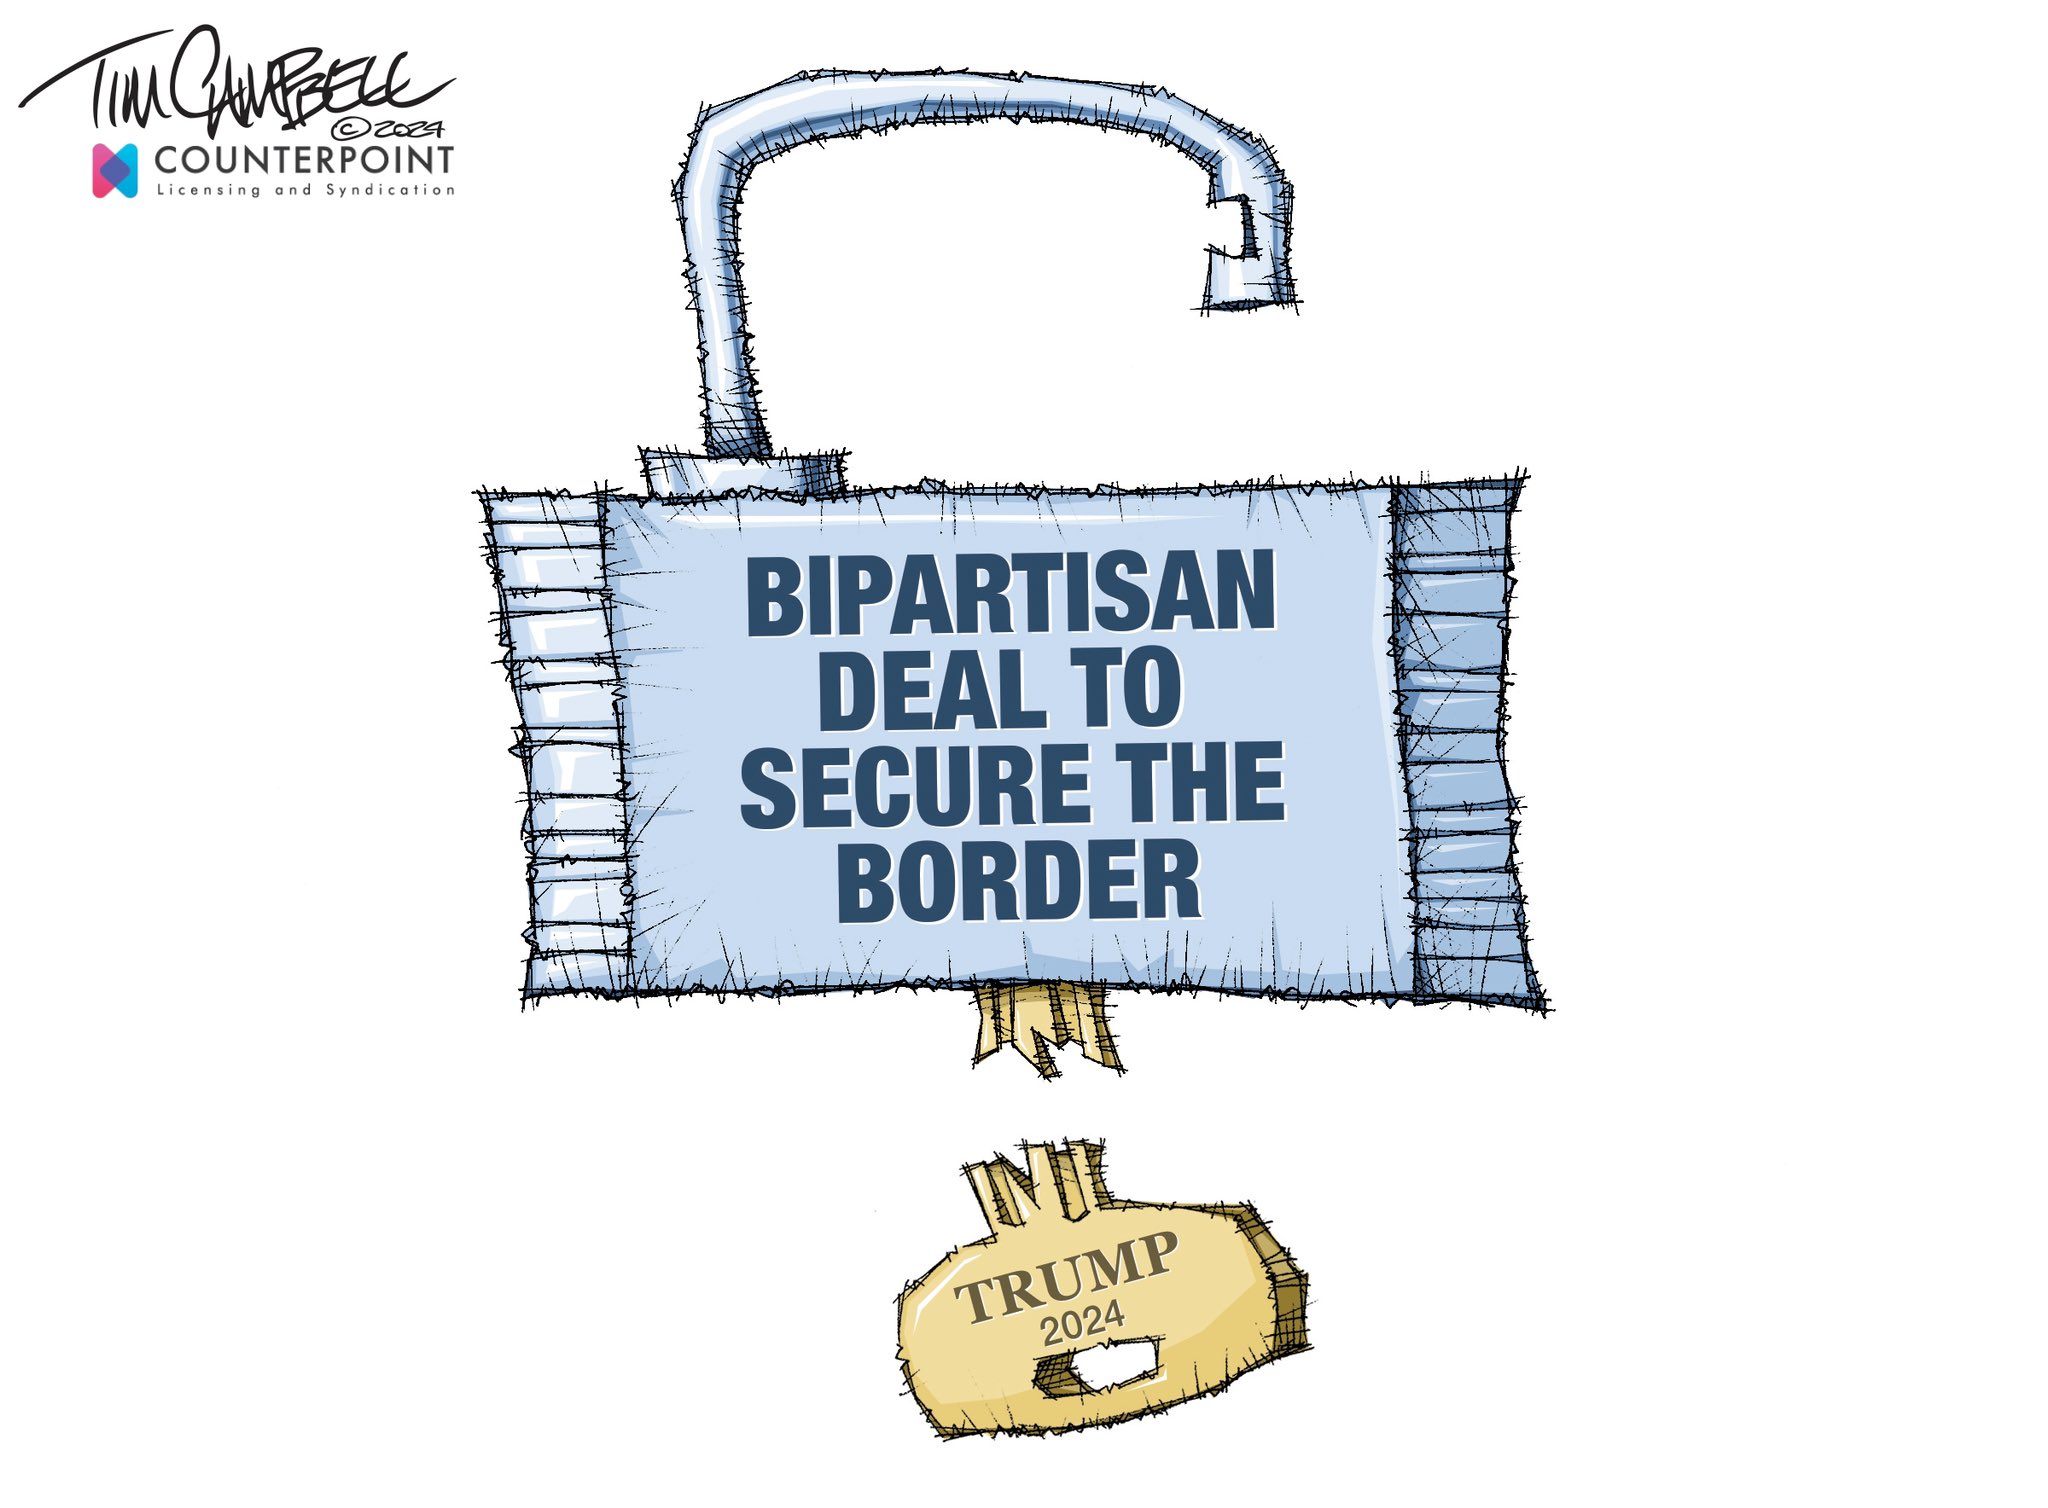 TIM CAMPBELL
©2024
COUNTERPOINT
Licensing and Syndication
BIPARTISAN
DEAL TO
SECURE THE
BORDER
TRUMP
2024